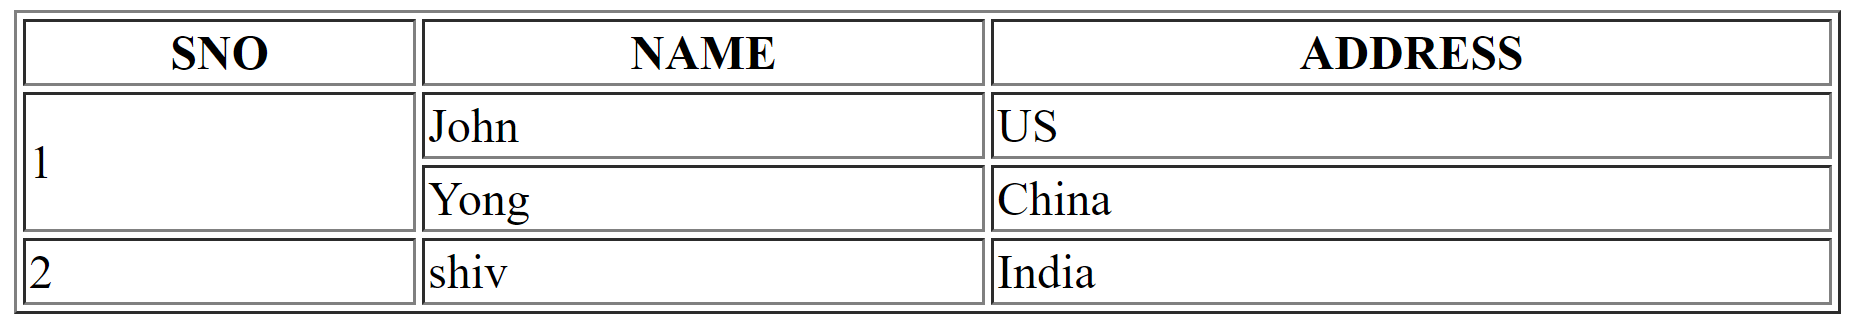 SNO NAME ADDRESS
1 John US
Yong China
2 shiv India